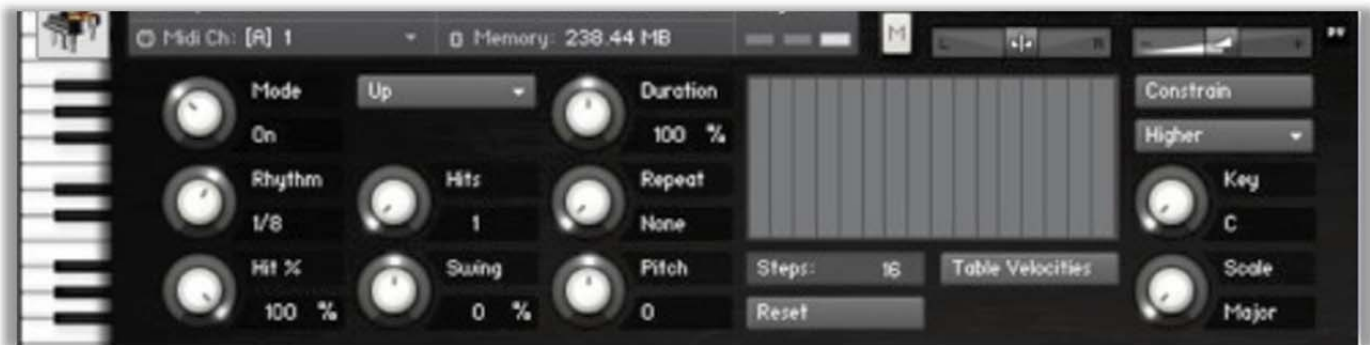 Midi Ch: [A] 1 Memory: 238.44 MB M
L R - +
Mode Up Duration Constrain
On 100 % Higher
Rhythm Hits Repeat Key
1/8 1 None C
Hit % Swing Pitch Steps: 16 Table Velocities Scale
100 % 0 % 0 Reset Major